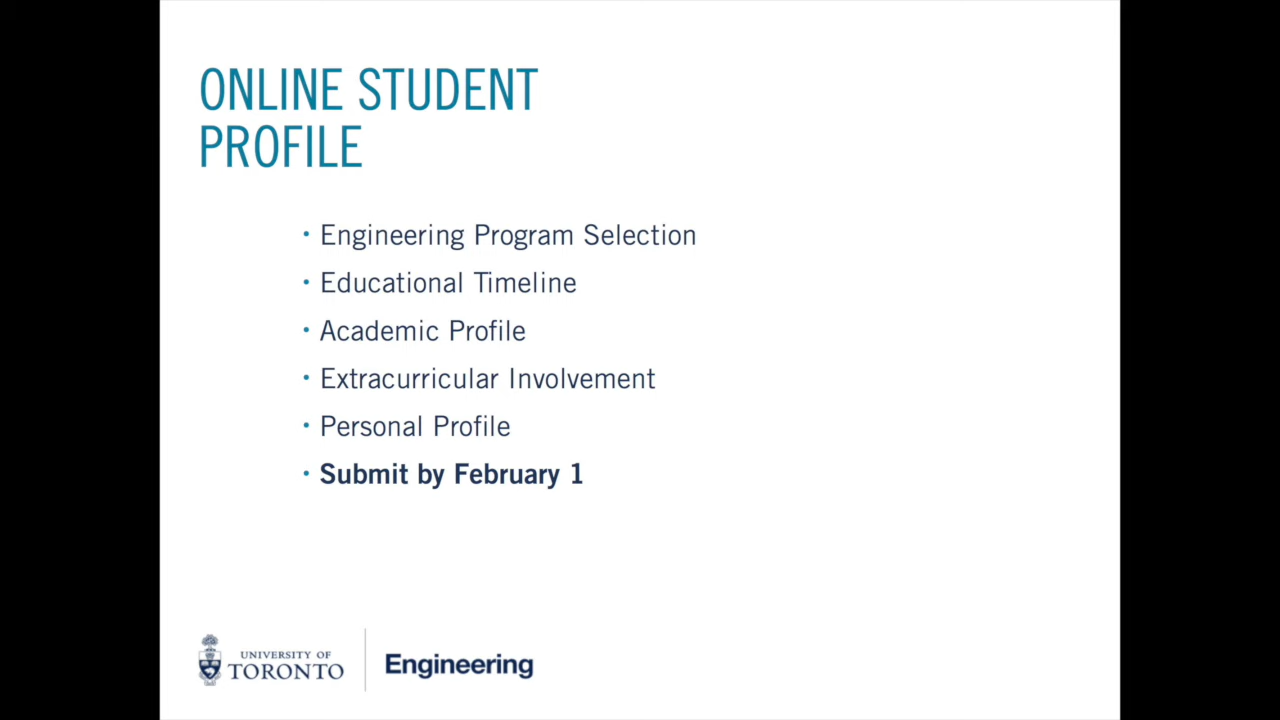 ONLINE STUDENT
PROFILE
• Engineering Program Selection
• Educational Timeline
• Academic Profile
• Extracurricular Involvement
• Personal Profile
• Submit by February 1
UNIVERSITY OF
TORONTO
Engineering